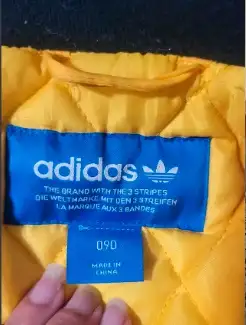 adidas
THE BRAND WITH THE 3 STRIPES
DIE WELTMARKE MIT DEN 3 STREIFEN
LA MARQUE AUX 3 BANDES
090
MADE IN
CHINA